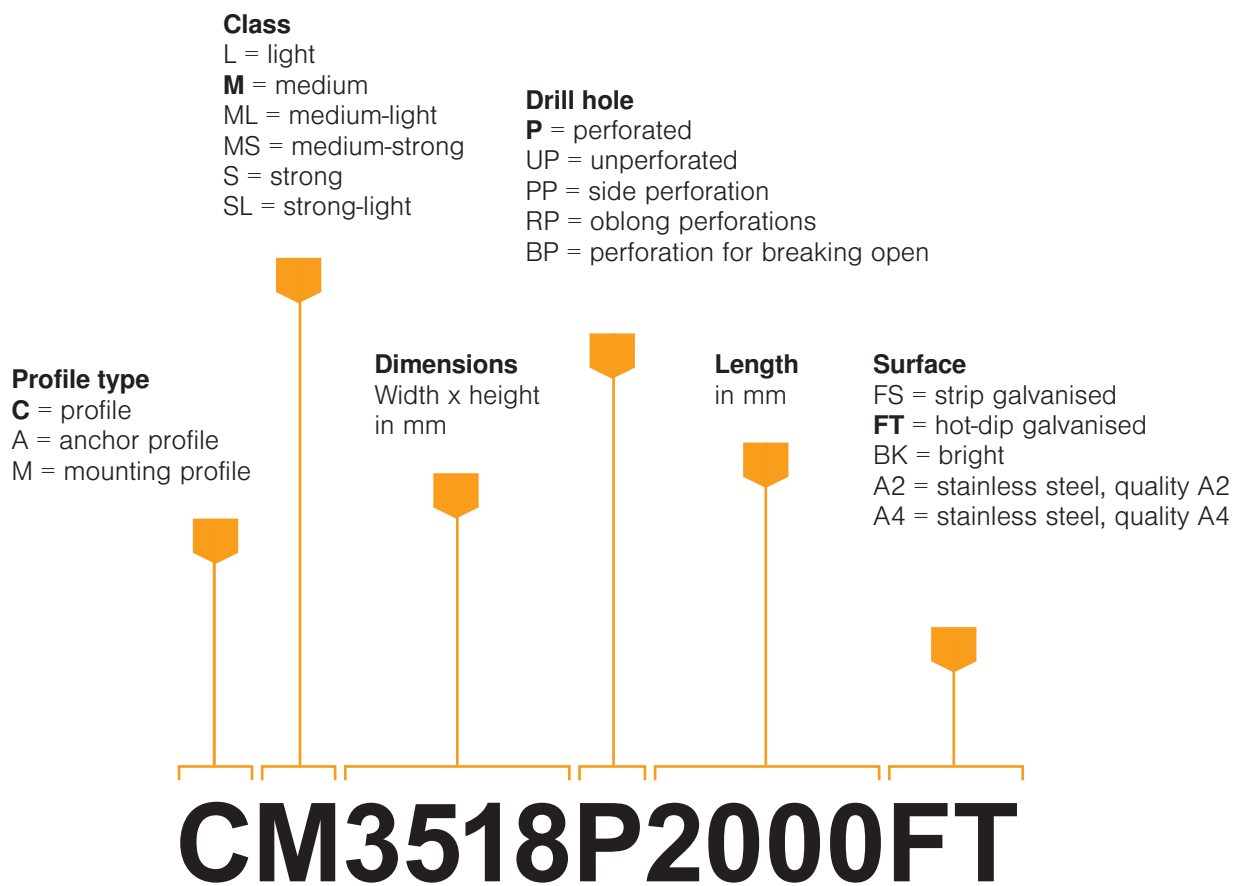 Class
L = light
M = medium
ML = medium-light
MS = medium-strong
S = strong
SL = strong-light
Drill hole
P = perforated
UP = unperforated
PP = side perforation
RP = oblong perforations
BP = perforation for breaking open
Profile type
C = profile
A = anchor profile
M = mounting profile
Dimensions
Width x height
in mm
Length
in mm
Surface
FS = strip galvanised
FT = hot-dip galvanised
BK = bright
A2 = stainless steel, quality A2
A4 = stainless steel, quality A4
CM3518P2000FT